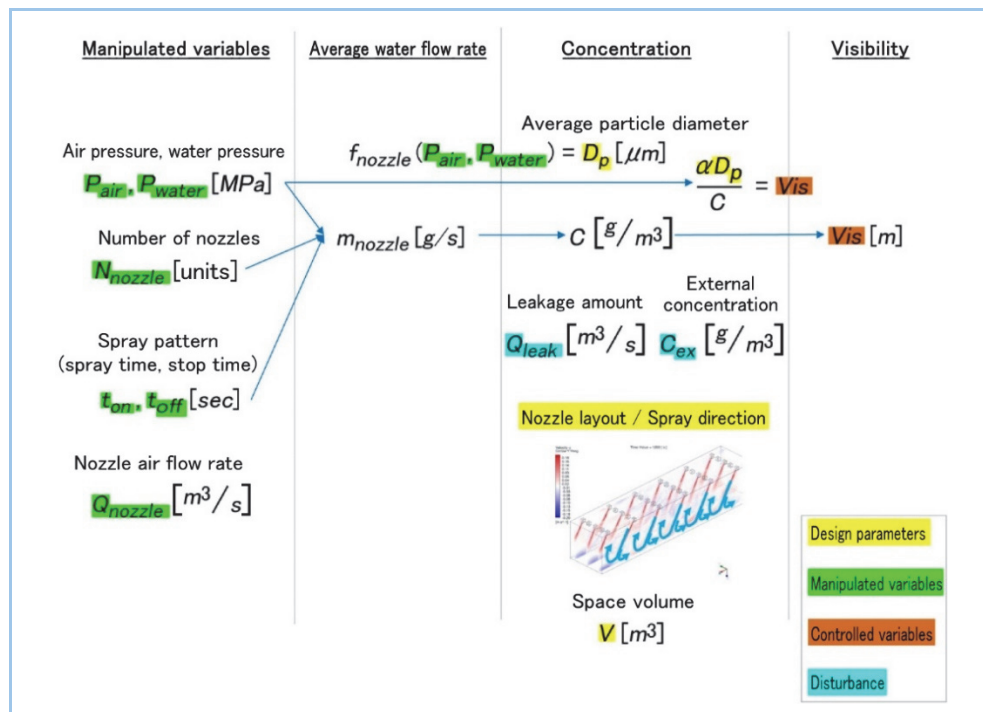 Manipulated variables
Average water flow rate
Concentration
Visibility
Average particle diameter
Air pressure, water pressure
f_nozzle(P_air, P_water) = D_p [μm]
P_air, P_water [MPa]
αD_p / C = Vis
Number of nozzles
m_nozzle [g/s]
C [g/m³]
Vis [m]
N_nozzle [units]
Leakage amount
External
concentration
Q_leak [m³/s]
C_ex [g/m³]
Spray pattern
(spray time, stop time)
t_on, t_off [sec]
Nozzle layout / Spray direction
Nozzle air flow rate
Q_nozzle [m³/s]
Space volume
V [m³]
Design parameters
Manipulated variables
Controlled variables
Disturbance